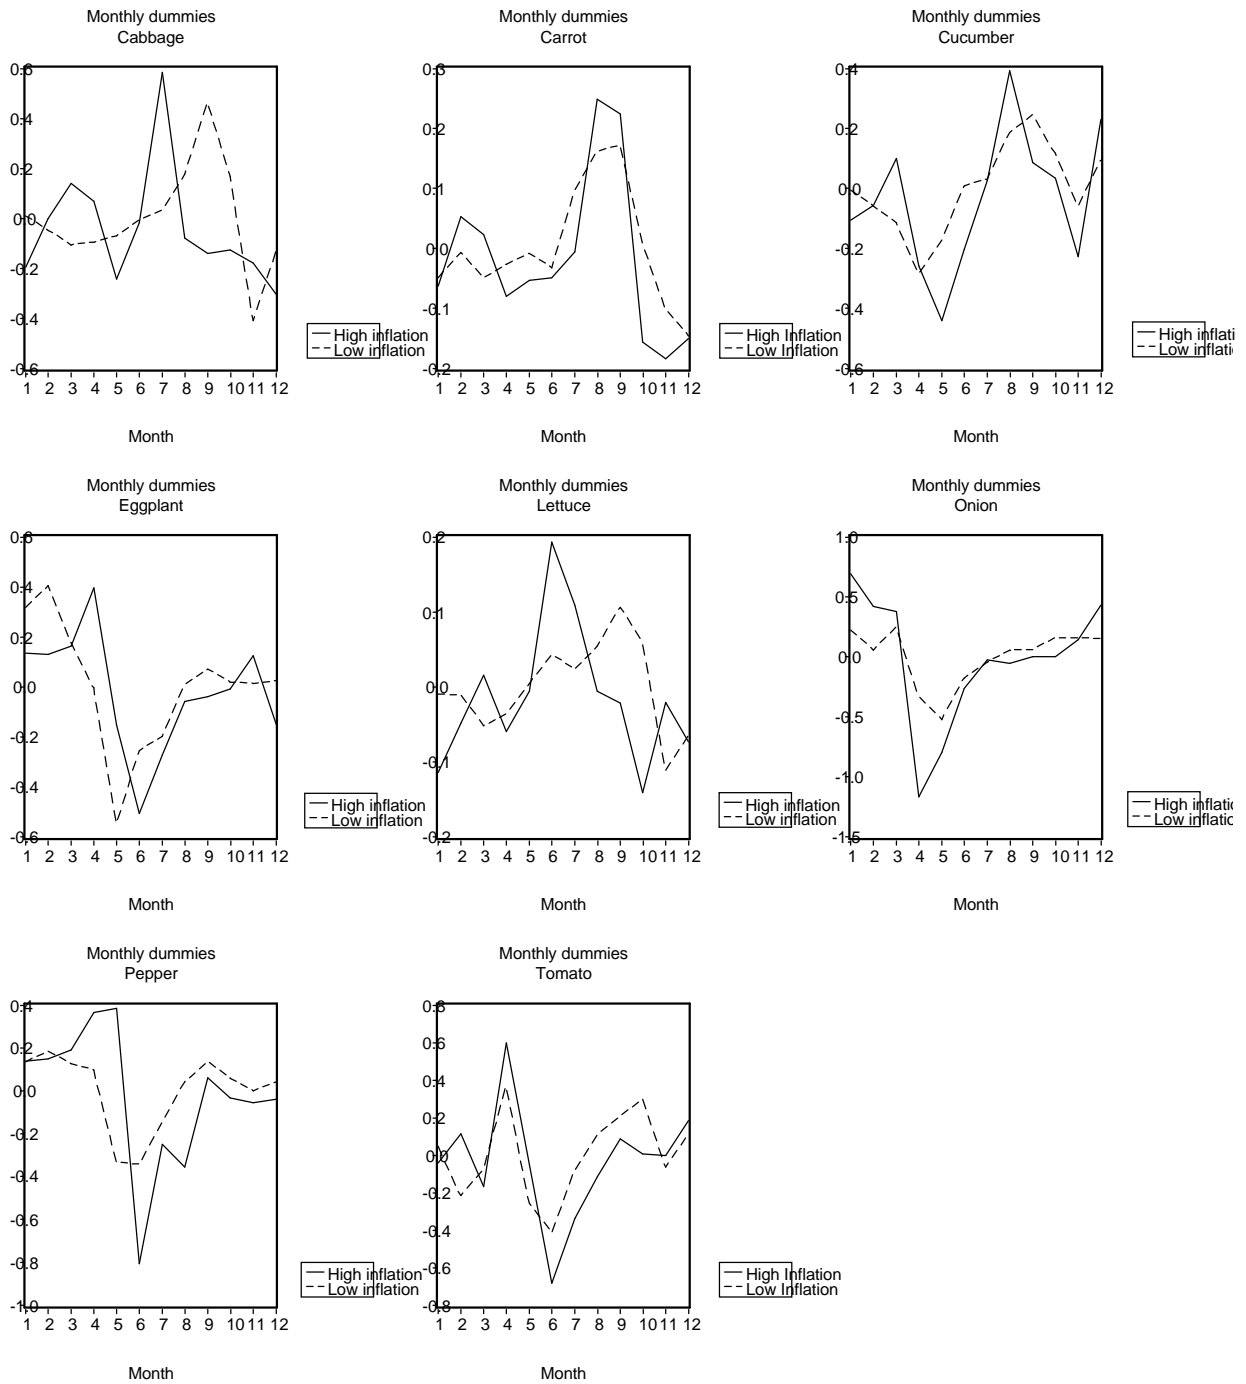 Monthly dummies
Cabbage
0.6
0.4
0.2
0.0
-0.2
-0.4
-0.6
1 2 3 4 5 6 7 8 9 10 11 12
Month
High inflation
Low inflation
Monthly dummies
Carrot
0.3
0.2
0.1
0.0
-0.1
-0.2
1 2 3 4 5 6 7 8 9 10 11 12
Month
High Inflation
Low Inflation
Monthly dummies
Cucumber
0.4
0.2
0.0
-0.2
-0.4
-0.6
1 2 3 4 5 6 7 8 9 10 11 12
Month
High inflati
Low inflati
Monthly dummies
Eggplant
0.6
0.4
0.2
0.0
-0.2
-0.4
-0.6
1 2 3 4 5 6 7 8 9 10 11 12
Month
High inflation
Low inflation
Monthly dummies
Lettuce
0.2
0.1
0.0
-0.1
-0.2
1 2 3 4 5 6 7 8 9 10 11 12
Month
High inflation
Low inflation
Monthly dummies
Onion
1.0
0.5
0.0
-0.5
-1.0
-1.5
1 2 3 4 5 6 7 8 9 10 11 12
Month
High inflatio
Low inflatio
Monthly dummies
Pepper
0.4
0.2
0.0
-0.2
-0.4
-0.6
-0.8
-1.0
1 2 3 4 5 6 7 8 9 10 11 12
Month
High inflation
Low inflation
Monthly dummies
Tomato
0.8
0.6
0.4
0.2
0.0
-0.2
-0.4
-0.6
-0.8
1 2 3 4 5 6 7 8 9 10 11 12
Month
High Inflation
Low Inflation